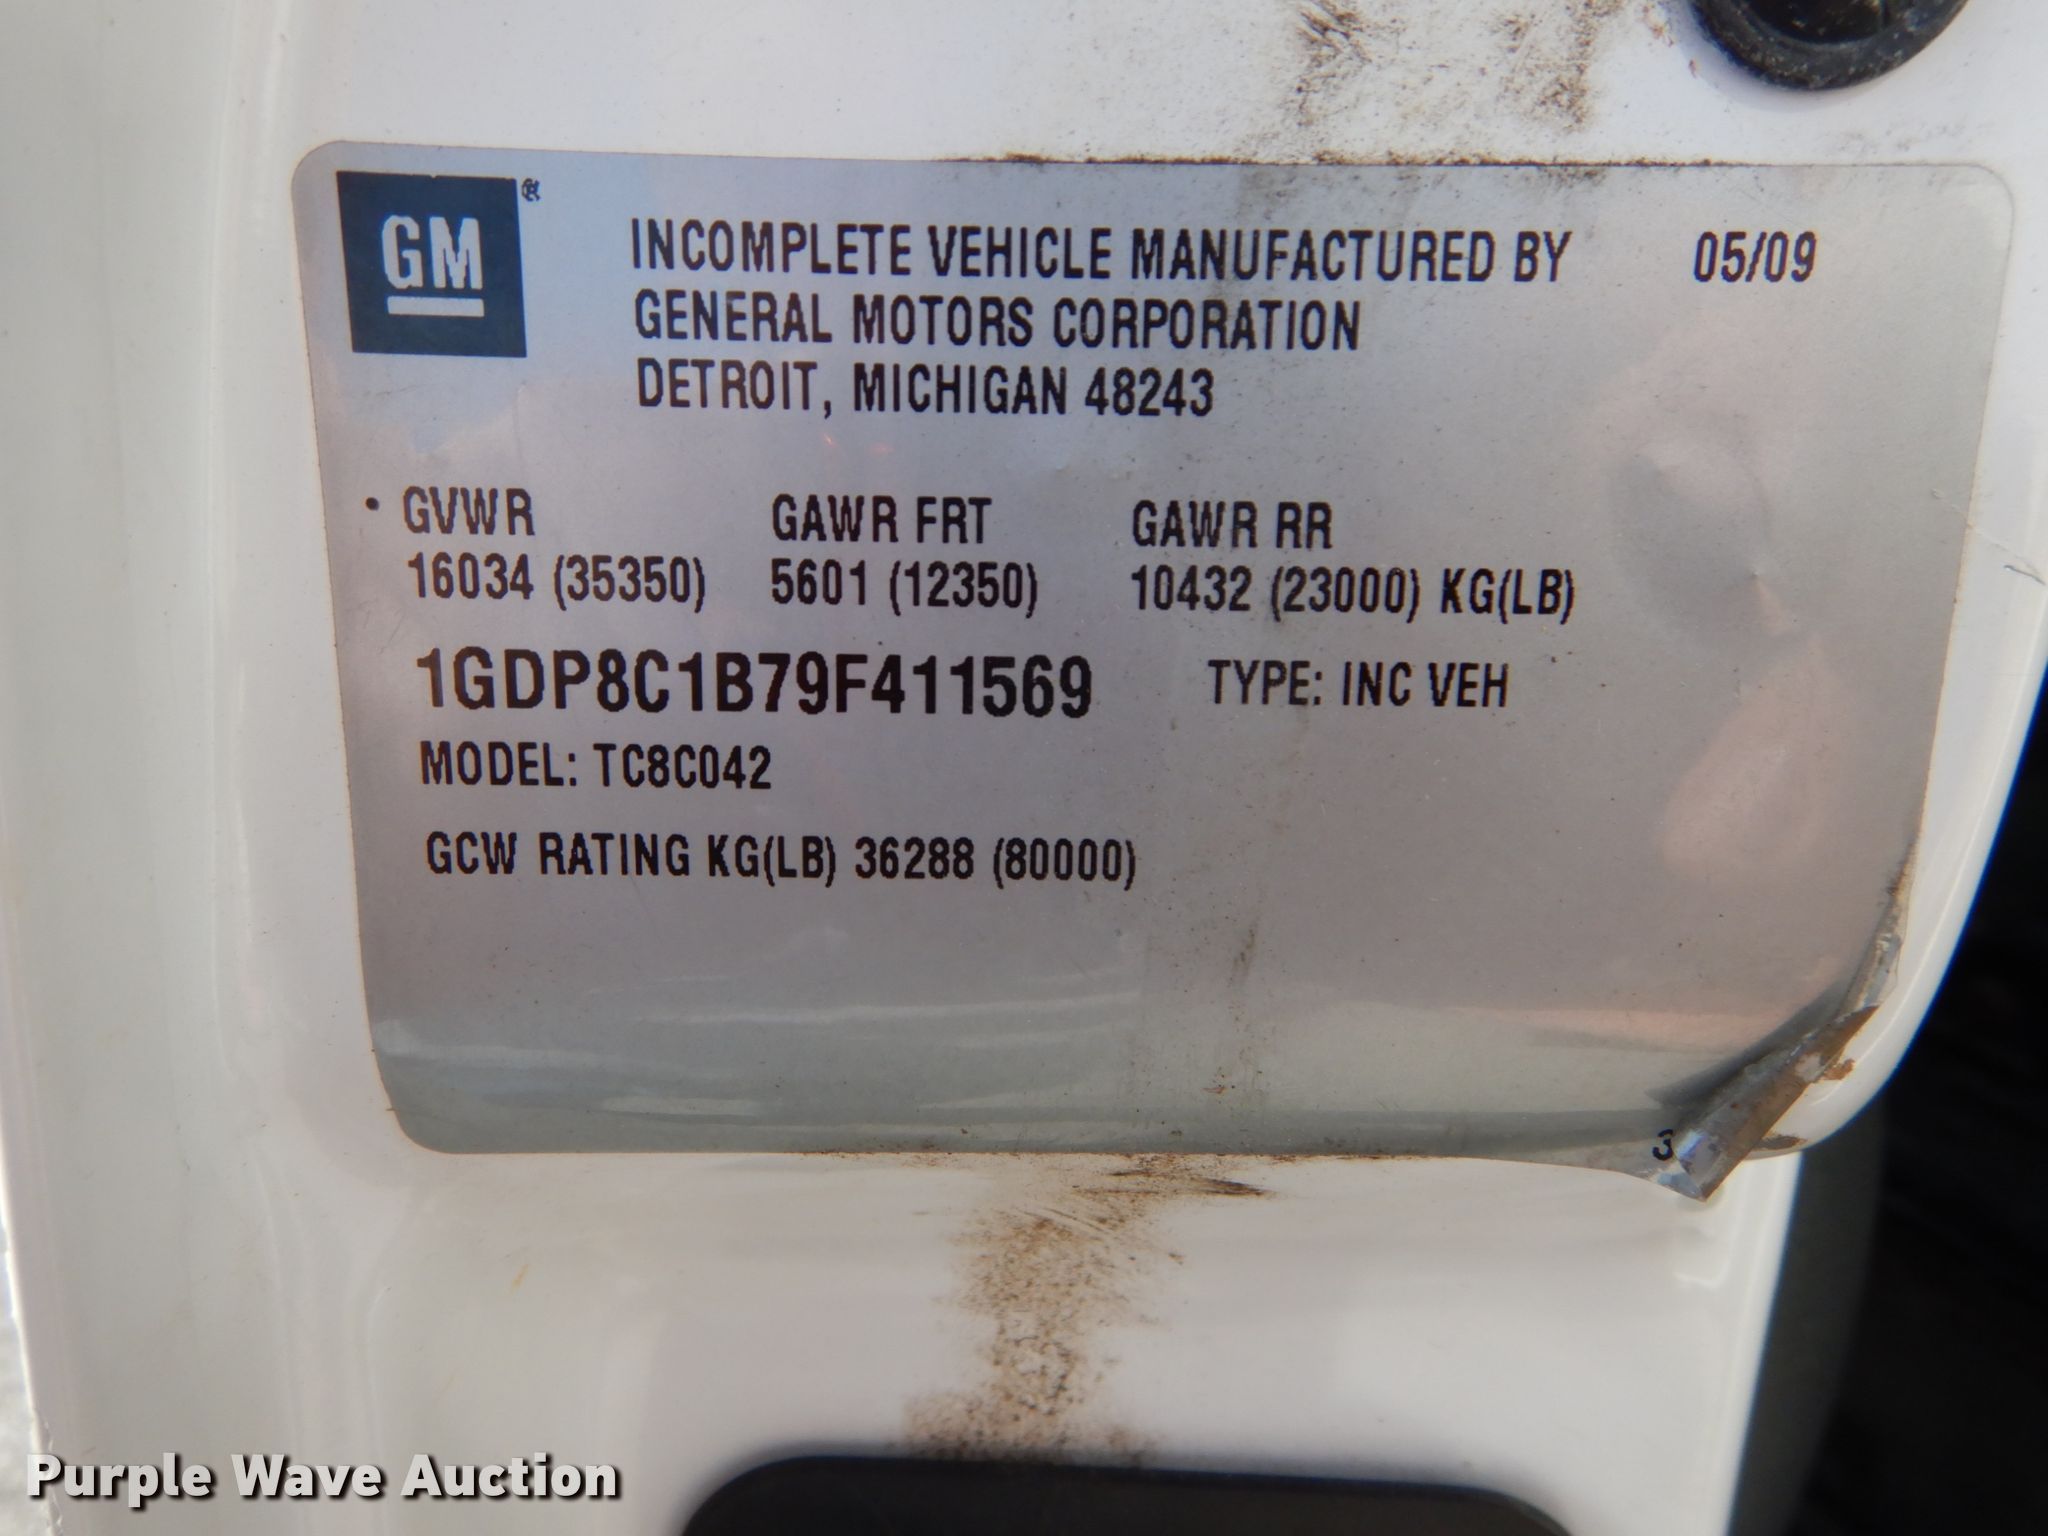 GM ®
INCOMPLETE VEHICLE MANUFACTURED BY 05/09
GENERAL MOTORS CORPORATION
DETROIT, MICHIGAN 48243
• GVWR GAWR FRT GAWR RR
16034 (35350) 5601 (12350) 10432 (23000) KG(LB)
1GDP8C1B79F411569 TYPE: INC VEH
MODEL: TC8C042
GCW RATING KG(LB) 36288 (80000)
3
Purple Wave Auction